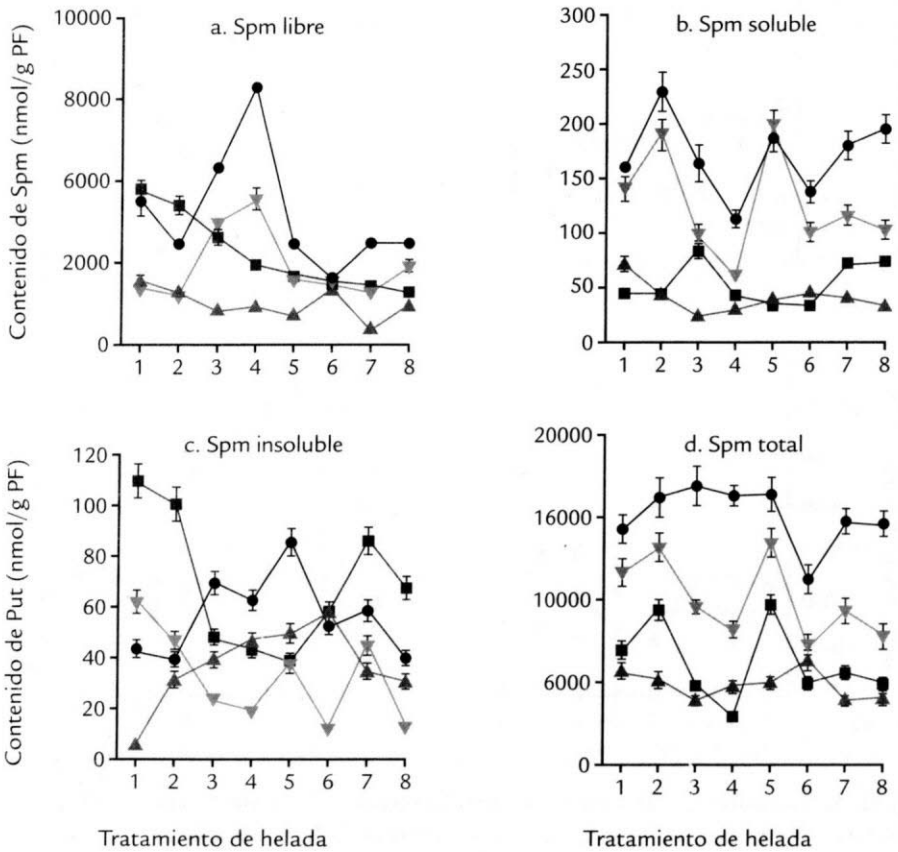 Contenido de Spm (nmol/g PF)
a. Spm libre
10000
8000
6000
2000
0
1 2 3 4 5 6 7 8
b. Spm soluble
300
250
200
150
100
50
0
1 2 3 4 5 6 7 8
Contenido de Put (nmol/g PF)
c. Spm insoluble
120
100
80
60
40
20
0
1 2 3 4 5 6 7 8
Tratamiento de helada
d. Spm total
20000
16000
10000
6000
0
1 2 3 4 5 6 7 8
Tratamiento de helada